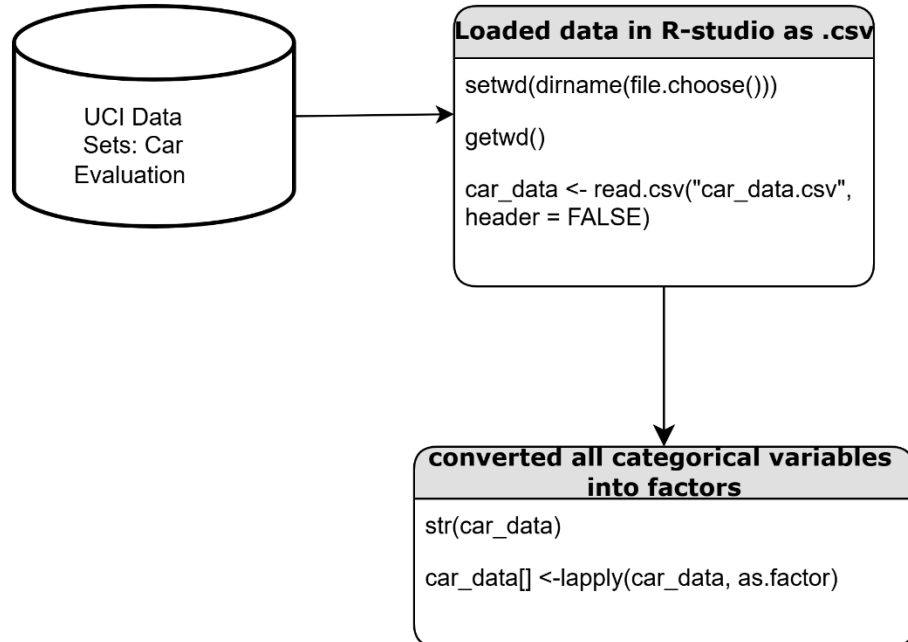 UCI Data
Sets: Car
Evaluation
Loaded data in R-studio as .csv
setwd(dirname(file.choose()))
getwd()
car_data <- read.csv("car_data.csv",
header = FALSE)
converted all categorical variables
into factors
str(car_data)
car_data[] <-lapply(car_data, as.factor)